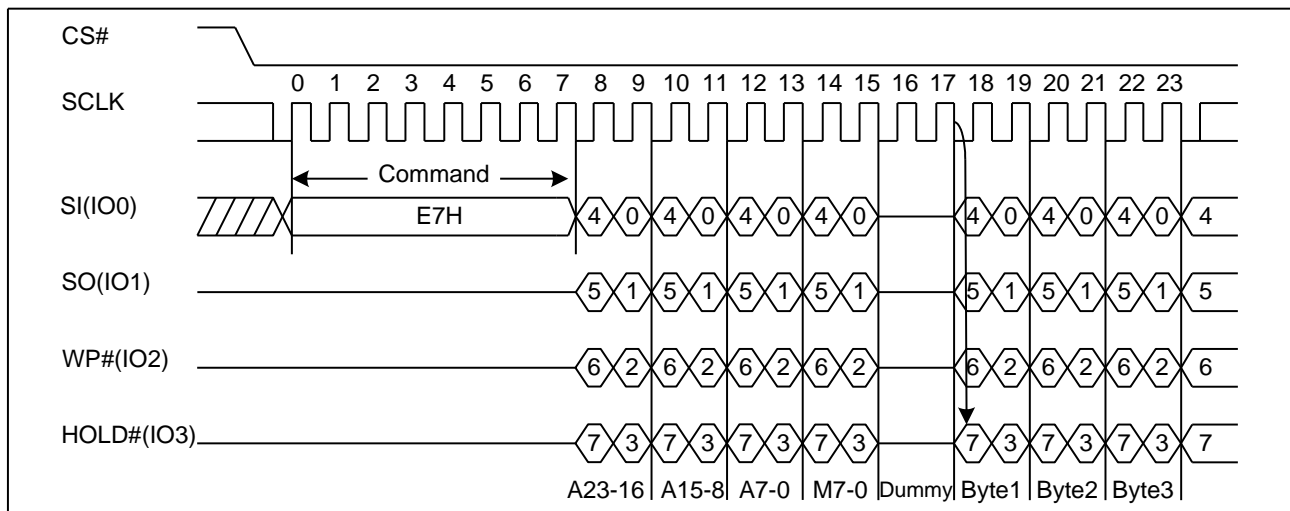 CS#
0 1 2 3 4 5 6 7 8 9 10 11 12 13 14 15 16 17 18 19 20 21 22 23
SCLK
Command
SI(IO0) E7H 4 0 4 0 4 0 4 0 4 0 4 0 4 0 4
SO(IO1) 5 1 5 1 5 1 5 1 5 1 5 1 5 1 5
WP#(IO2) 6 2 6 2 6 2 6 2 6 2 6 2 6 2 6
HOLD#(IO3) 7 3 7 3 7 3 7 3 7 3 7 3 7 3 7
A23-16 A15-8 A7-0 M7-0 Dummy Byte1 Byte2 Byte3